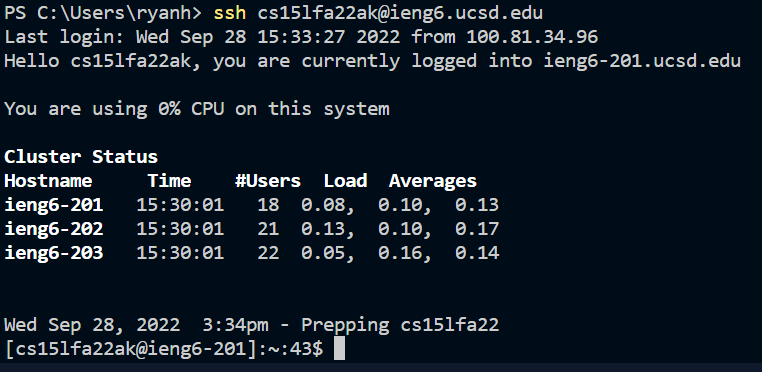 PS C:\Users\ryanh> ssh cs15lfa22ak@ieng6.ucsd.edu
Last login: Wed Sep 28 15:33:27 2022 from 100.81.34.96
Hello cs15lfa22ak, you are currently logged into ieng6-201.ucsd.edu
You are using 0% CPU on this system
Cluster Status
Hostname     Time    #Users  Load  Averages
ieng6-201   15:30:01   18  0.08,  0.10,  0.13
ieng6-202   15:30:01   21  0.13,  0.10,  0.17
ieng6-203   15:30:01   22  0.05,  0.16,  0.14
Wed Sep 28, 2022  3:34pm - Prepping cs15lfa22
[cs15lfa22ak@ieng6-201]:~:43$